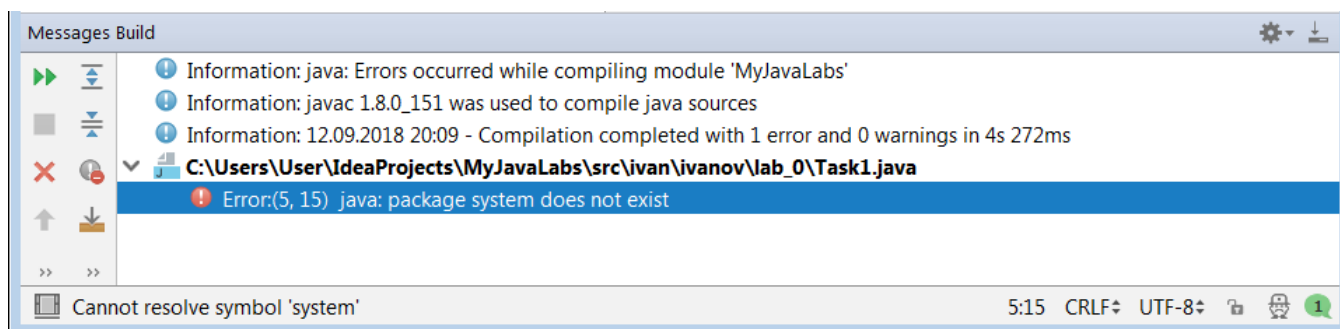 Messages Build
Information: java: Errors occurred while compiling module 'MyJavaLabs'
Information: javac 1.8.0_151 was used to compile java sources
Information: 12.09.2018 20:09 - Compilation completed with 1 error and 0 warnings in 4s 272ms
C:\Users\User\IdeaProjects\MyJavaLabs\src\ivan\ivanov\lab_0\Task1.java
Error:(5, 15)  java: package system does not exist
Cannot resolve symbol 'system' 5:15 CRLF UTF-8 1